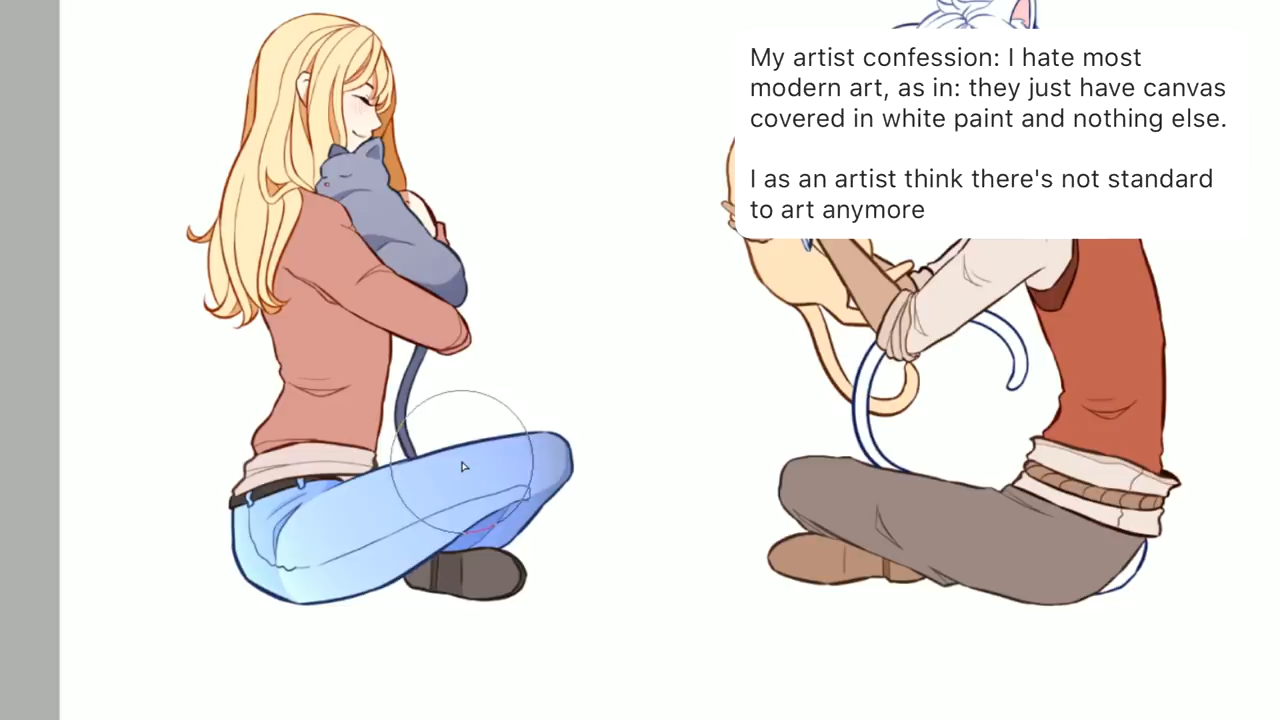 My artist confession: I hate most
modern art, as in: they just have canvas
covered in white paint and nothing else.
I as an artist think there's not standard
to art anymore